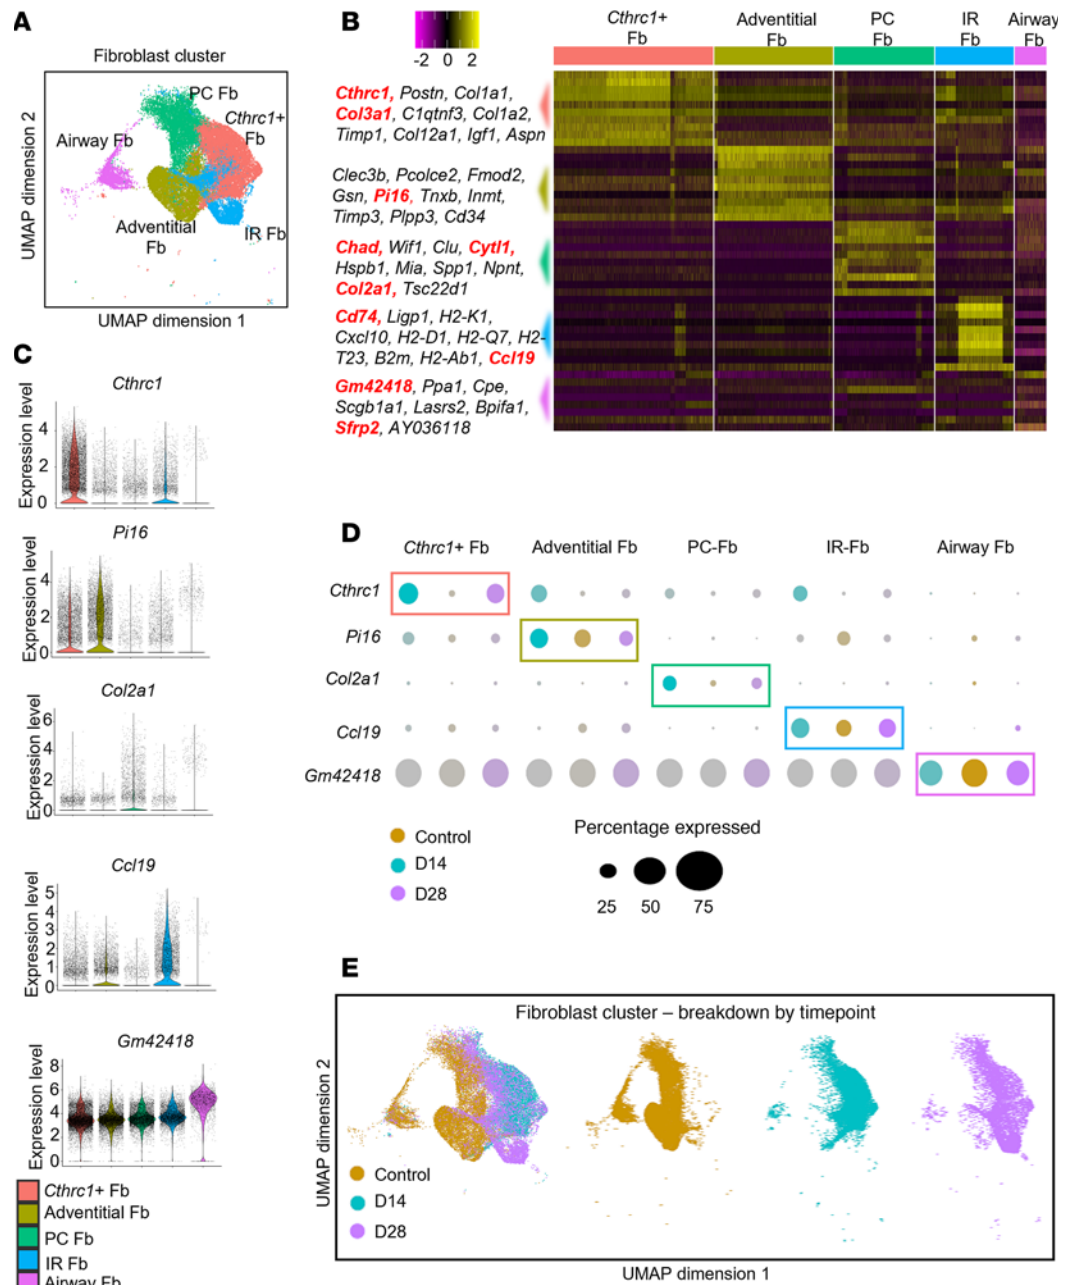 A
Fibroblast cluster
PC Fb
Cthrc1+
Fb
Airway Fb
Adventitial
Fb
IR Fb
UMAP dimension 2
UMAP dimension 1
B
-2 0 2
Cthrc1+
Fb
Adventitial
Fb
PC
Fb
IR
Fb
Airway
Fb
Cthrc1, Postn, Col1a1,
Col3a1, C1qtnf3, Col1a2,
Timp1, Col12a1, Igf1, Aspn
Clec3b, Pcolce2, Fmod2,
Gsn, Pi16, Tnxb, Inmt,
Timp3, Plpp3, Cd34
Chad, Wif1, Clu, Cytl1,
Hspb1, Mia, Spp1, Npnt,
Col2a1, Tsc22d1
Cd74, Ligp1, H2-K1,
Cxcl10, H2-D1, H2-Q7, H2-
T23, B2m, H2-Ab1, Ccl19
Gm42418, Ppa1, Cpe,
Scgb1a1, Lasrs2, Bpifa1,
Sfrp2, AY036118
C
Cthrc1
Expression level
4
2
0
Pi16
Expression level
4
2
0
Col2a1
Expression level
6
4
2
0
Ccl19
Expression level
5
4
3
2
1
0
Gm42418
Expression level
8
6
4
2
0
Cthrc1+ Fb
Adventitial Fb
PC Fb
IR Fb
Airway Fb
D
Cthrc1+ Fb Adventitial Fb PC-Fb IR-Fb Airway Fb
Cthrc1
Pi16
Col2a1
Ccl19
Gm42418
Control
D14
D28
Percentage expressed
25 50 75
E
Fibroblast cluster – breakdown by timepoint
UMAP dimension 2
Control
D14
D28
UMAP dimension 1